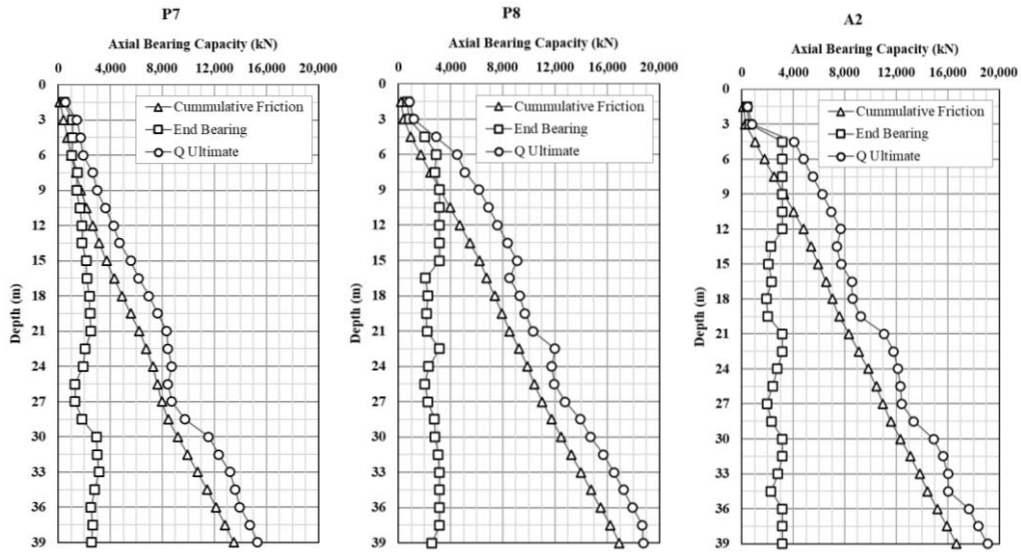 P7
Axial Bearing Capacity (kN)
0 4,000 8,000 12,000 16,000 20,000
0
3
6
9
12
15
18
21
24
27
30
33
36
39
Depth (m)
Cummulative Friction
End Bearing
Q Ultimate
P8
Axial Bearing Capacity (kN)
0 4,000 8,000 12,000 16,000 20,000
0
3
6
9
12
15
18
21
24
27
30
33
36
39
Depth (m)
Cummulative Friction
End Bearing
Q Ultimate
A2
Axial Bearing Capacity (kN)
0 4,000 8,000 12,000 16,000 20,000
0
3
6
9
12
15
18
21
24
27
30
33
36
39
Depth (m)
Cummulative Friction
End Bearing
Q Ultimate